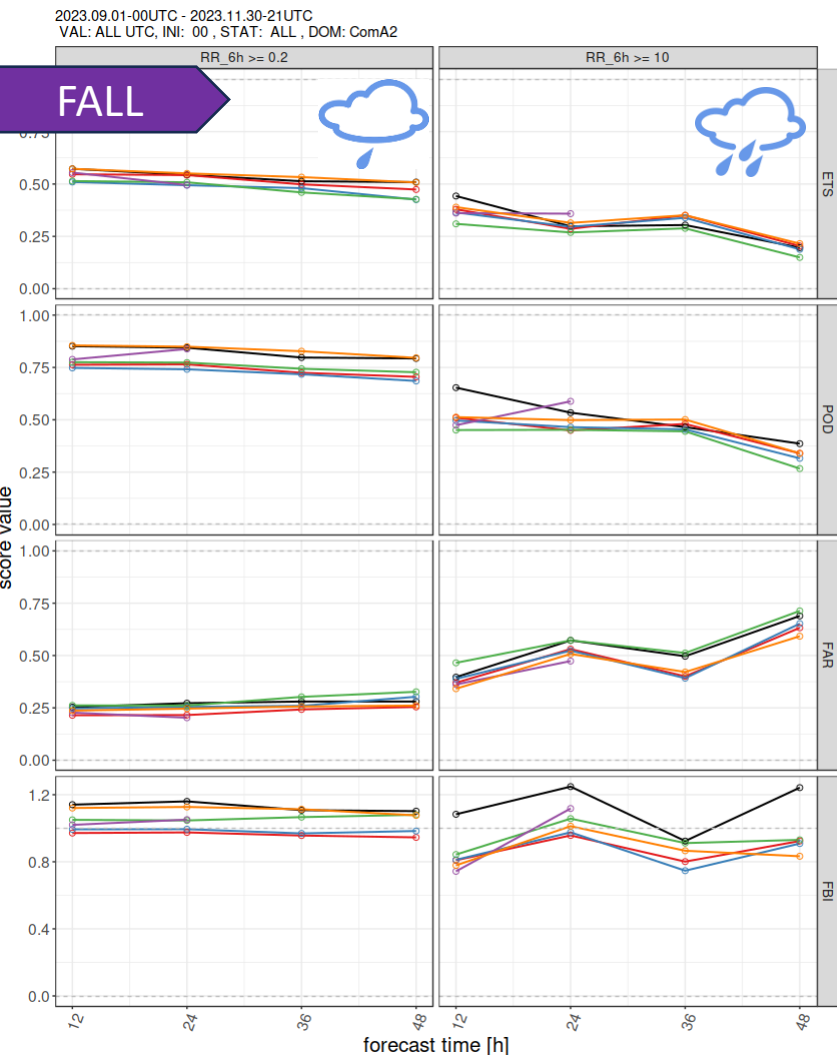 2023.09.01-00UTC - 2023.11.30-21UTC
VAL: ALL UTC, INI: 00 , STAT: ALL , DOM: ComA2
RR_6h >= 0.2
RR_6h >= 10
FALL
0.75
0.50
0.25
0.00
ETS
1.00
0.75
0.50
0.25
0.00
POD
1.00
0.75
0.50
0.25
0.00
FAR
1.2
0.8
0.4
0.0
FBI
score value
12
24
36
48
12
24
36
48
forecast time [h]